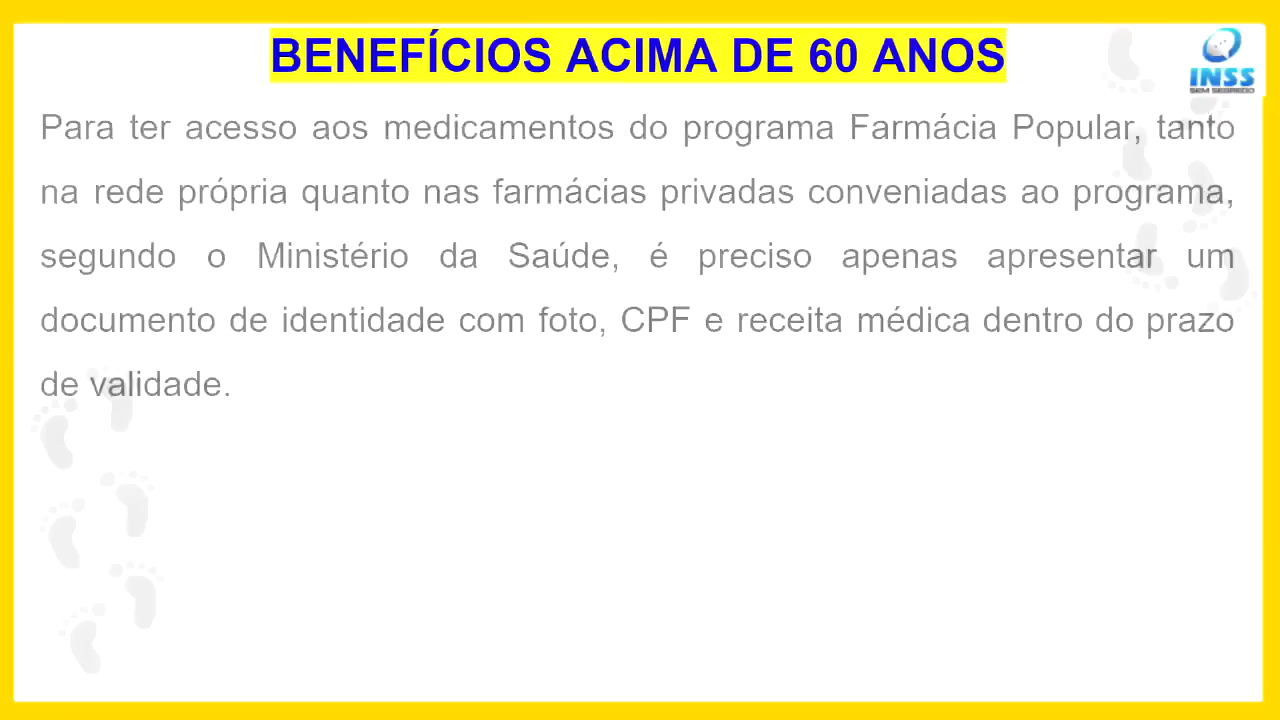 BENEFÍCIOS ACIMA DE 60 ANOS
INSS
SEM SEGREDO
Para ter acesso aos medicamentos do programa Farmácia Popular, tanto
na rede própria quanto nas farmácias privadas conveniadas ao programa,
segundo o Ministério da Saúde, é preciso apenas apresentar um
documento de identidade com foto, CPF e receita médica dentro do prazo
de validade.